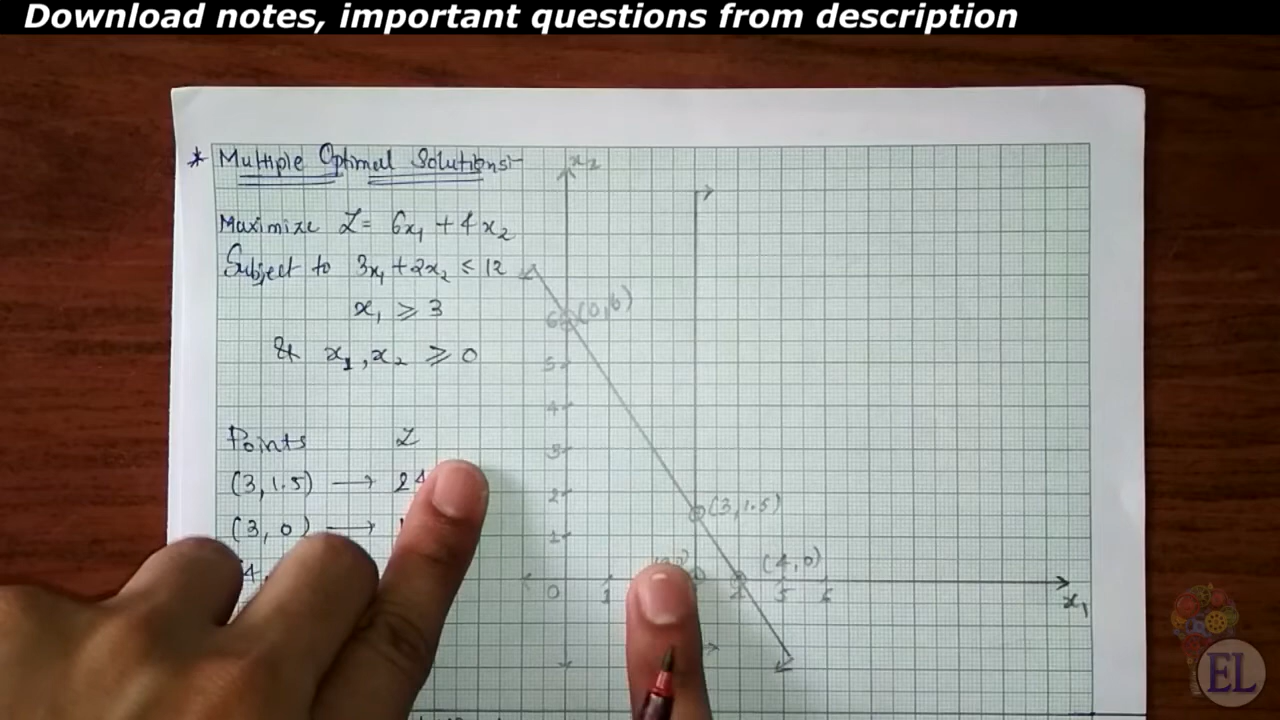 Download notes, important questions from description
* Multiple Optimal Solutions:-
Maximize Z = 6x₁ + 4x₂
Subject to 3x₁ + 2x₂ ≤ 12
x₁ ≥ 3
& x₁, x₂ ≥ 0
Points Z
(3, 1.5) → 24
(3, 0) →
(4,
x₂
(0,6)
6
5
4
3
2
1
(3, 1.5)
(4,0)
0 1 5 6
x₁
EL